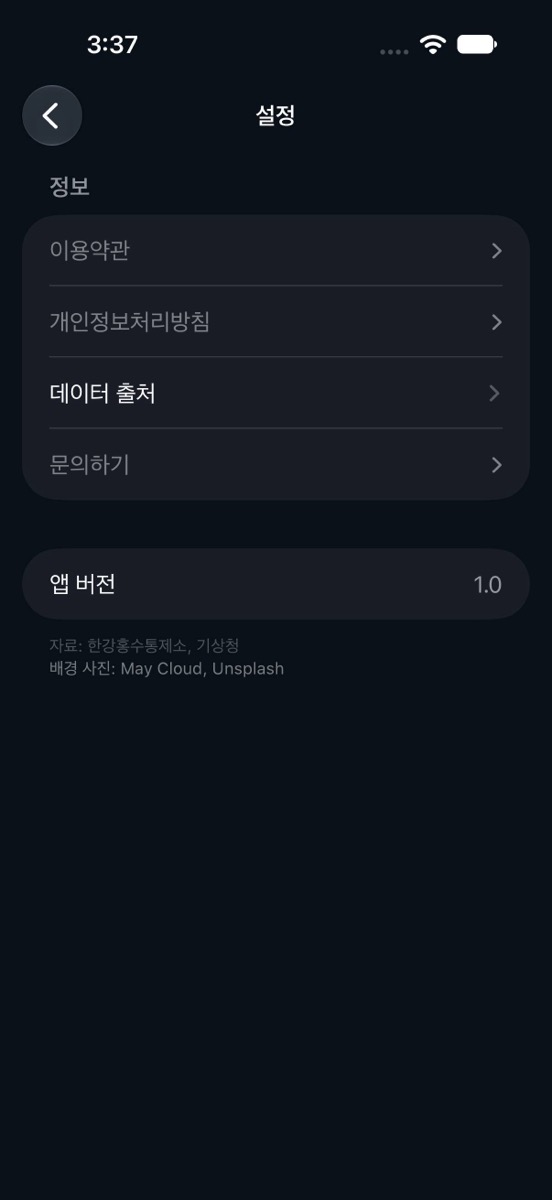 3:37
설정
정보
이용약관
개인정보처리방침
데이터 출처
문의하기
앱 버전 1.0
자료: 한강홍수통제소, 기상청
배경 사진: May Cloud, Unsplash